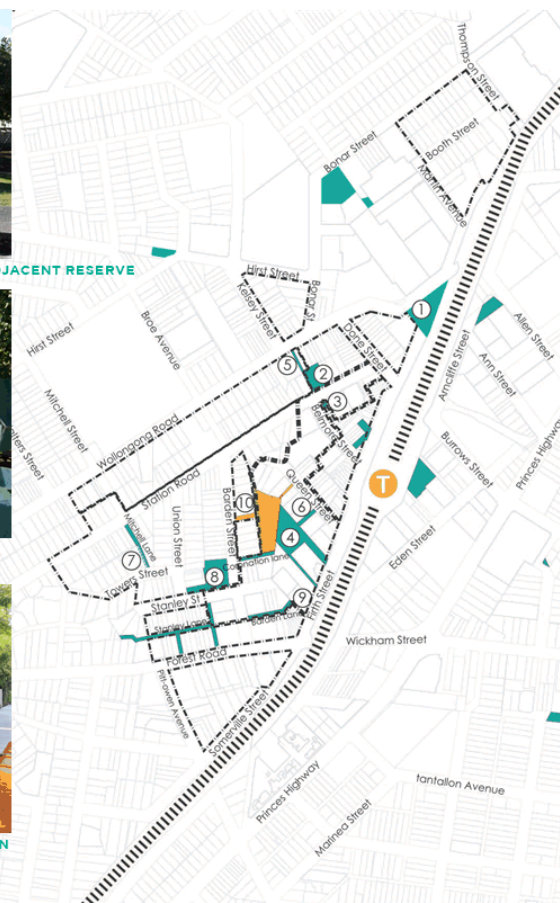 Thompson Street
Booth Street
Bonar Street
Martin Avenue
JACENT RESERVE
Hirst Street
Kelsey Street
Bonar St
1
Done Street
Allen Street
Hirst Street
Broe Avenue
5
2
Arncliffe Street
Ann Street
3
Belmore Street
Mitchell Street
Wollongong Road
Princes Highway
Burrows Street
Station Road
T
Queen Street
Barden Street
10
6
Union Street
4
Eden Street
Mitchell Lane
7
Towers Street
Coronation lane
8
Stanley St
9
Firth Street
Barden Lane
Stanley Lane
Wickham Street
Forest Road
Pitt-owen Avenue
Somerville Street
Princes Highway
tantallon Avenue
Marinea Street
N